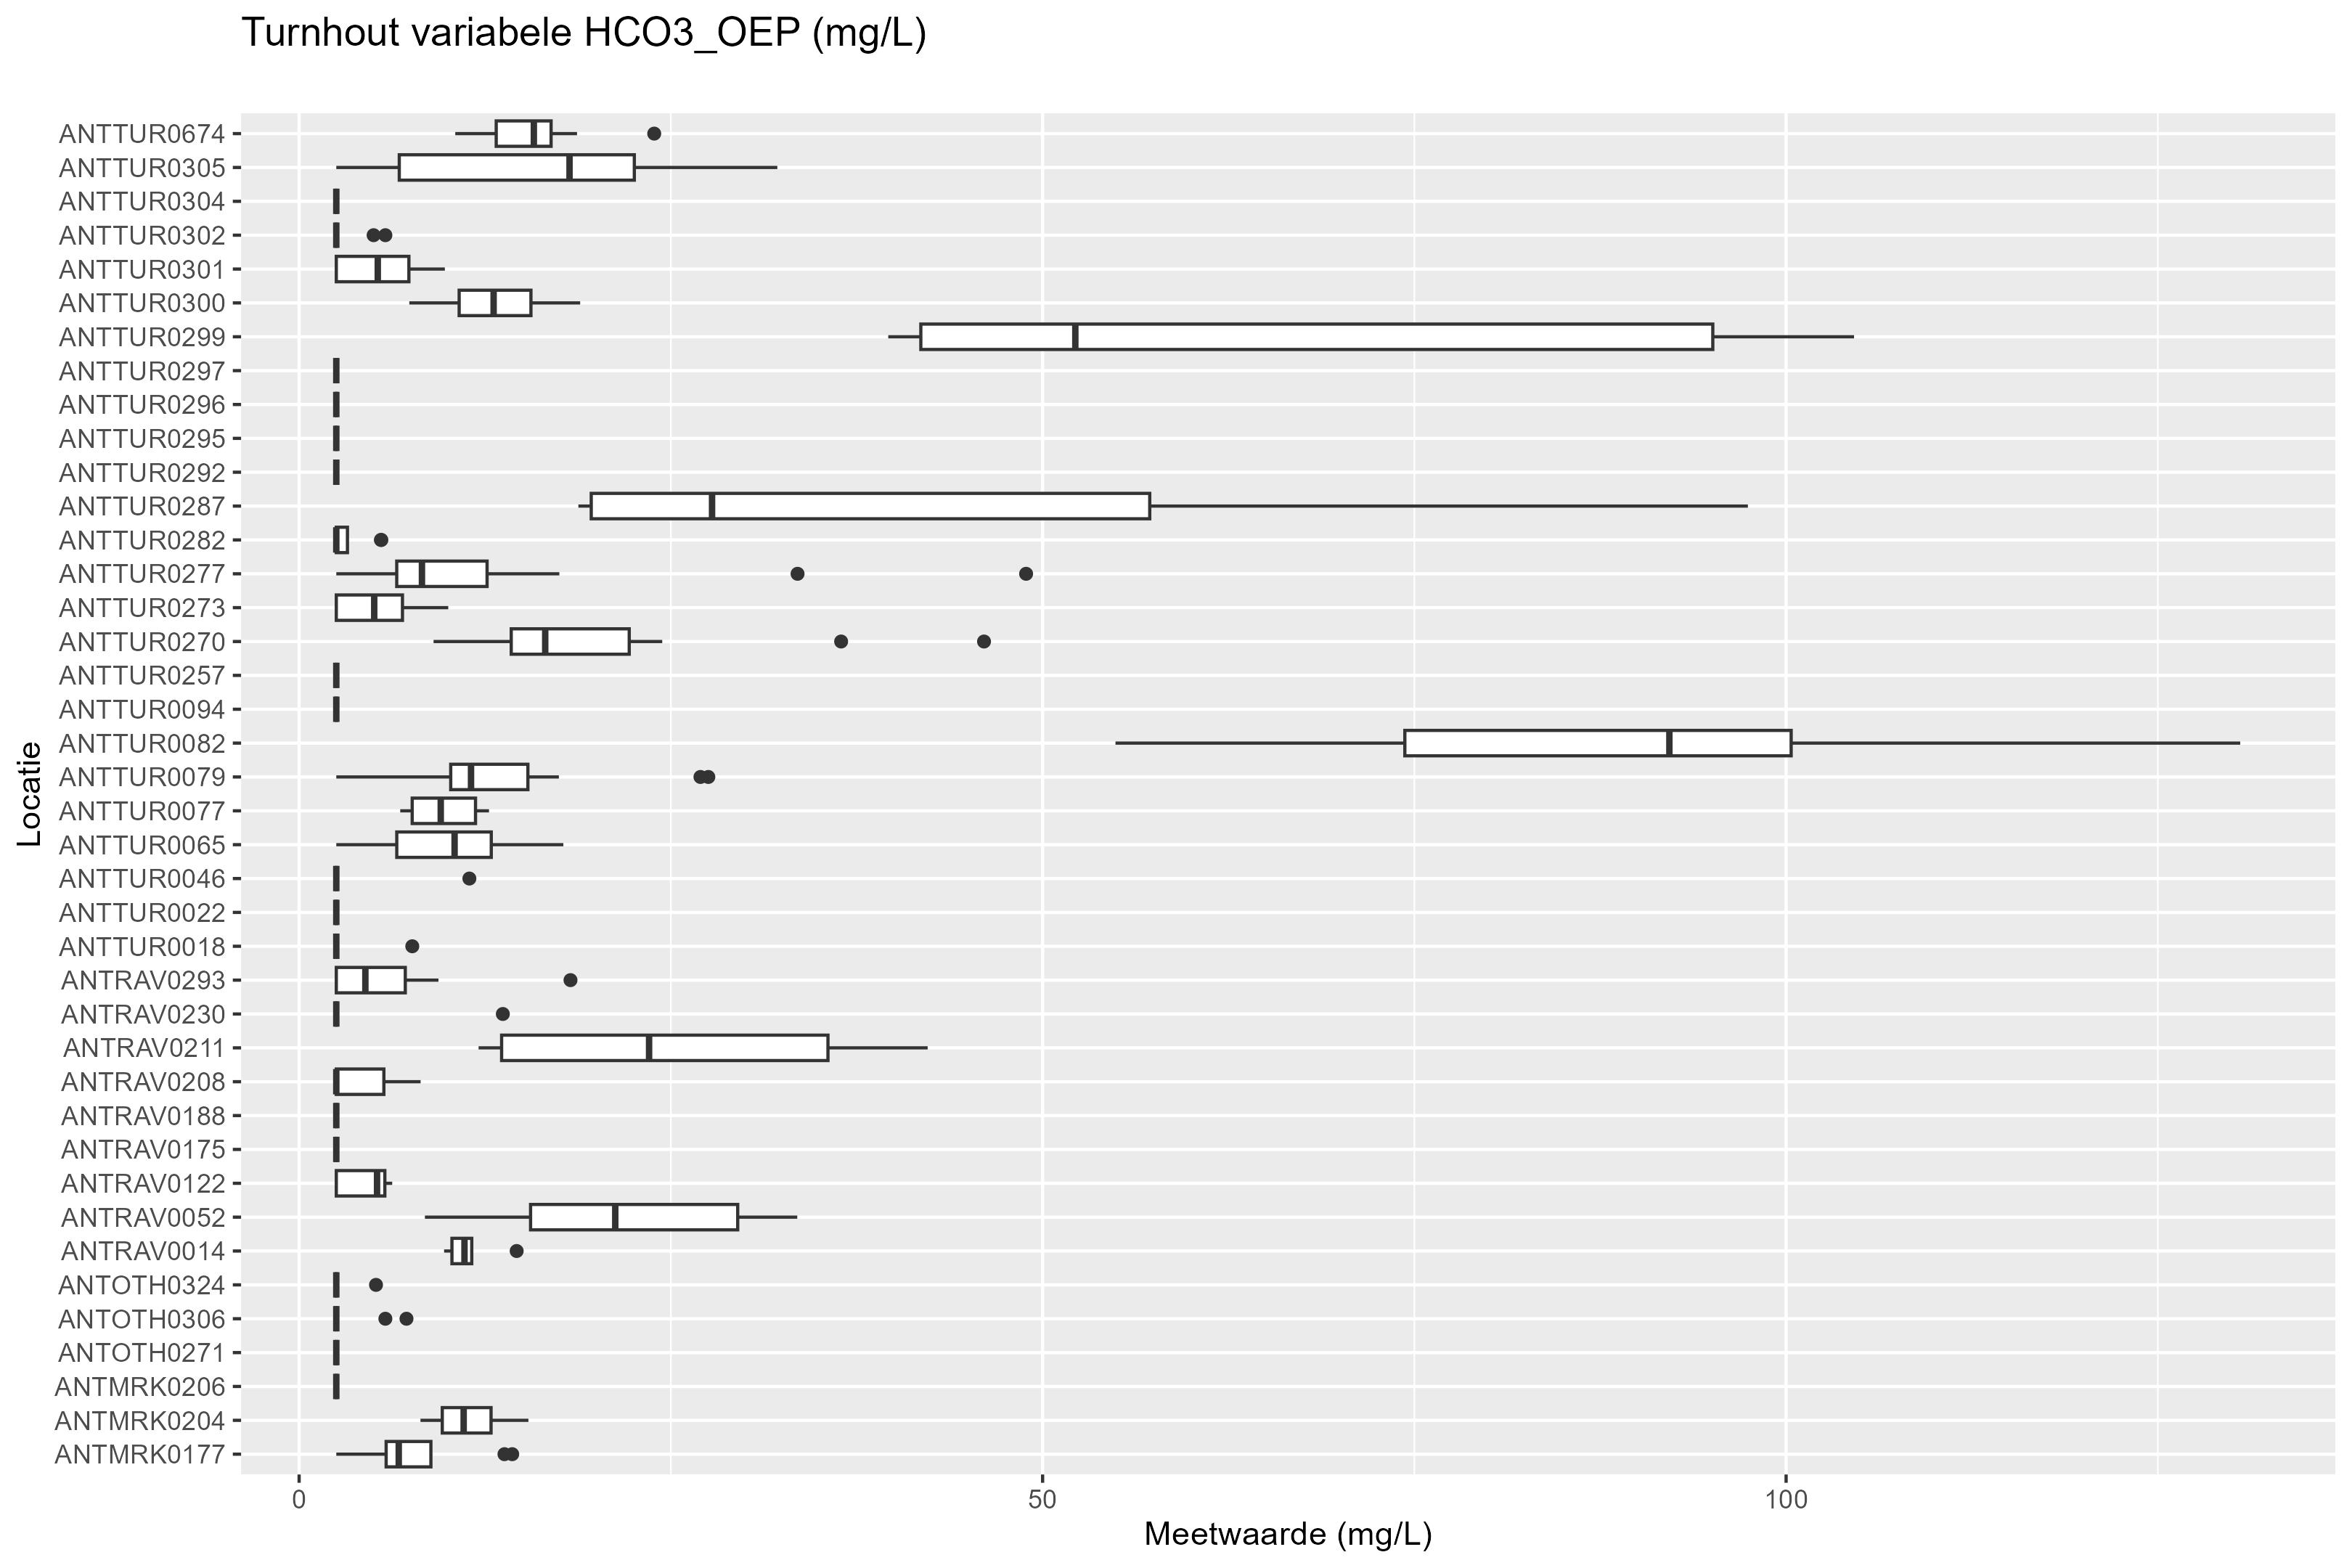 Turnhout variabele HCO3_OEP (mg/L)
ANTTUR0674
ANTTUR0305
ANTTUR0304
ANTTUR0302
ANTTUR0301
ANTTUR0300
ANTTUR0299
ANTTUR0297
ANTTUR0296
ANTTUR0295
ANTTUR0292
ANTTUR0287
ANTTUR0282
ANTTUR0277
ANTTUR0273
ANTTUR0270
ANTTUR0257
ANTTUR0094
ANTTUR0082
ANTTUR0079
ANTTUR0077
ANTTUR0065
ANTTUR0046
ANTTUR0022
ANTTUR0018
ANTRAV0293
ANTRAV0230
ANTRAV0211
ANTRAV0208
ANTRAV0188
ANTRAV0175
ANTRAV0122
ANTRAV0052
ANTRAV0014
ANTOTH0324
ANTOTH0306
ANTOTH0271
ANTMRK0206
ANTMRK0204
ANTMRK0177
Locatie
0 50 100
Meetwaarde (mg/L)